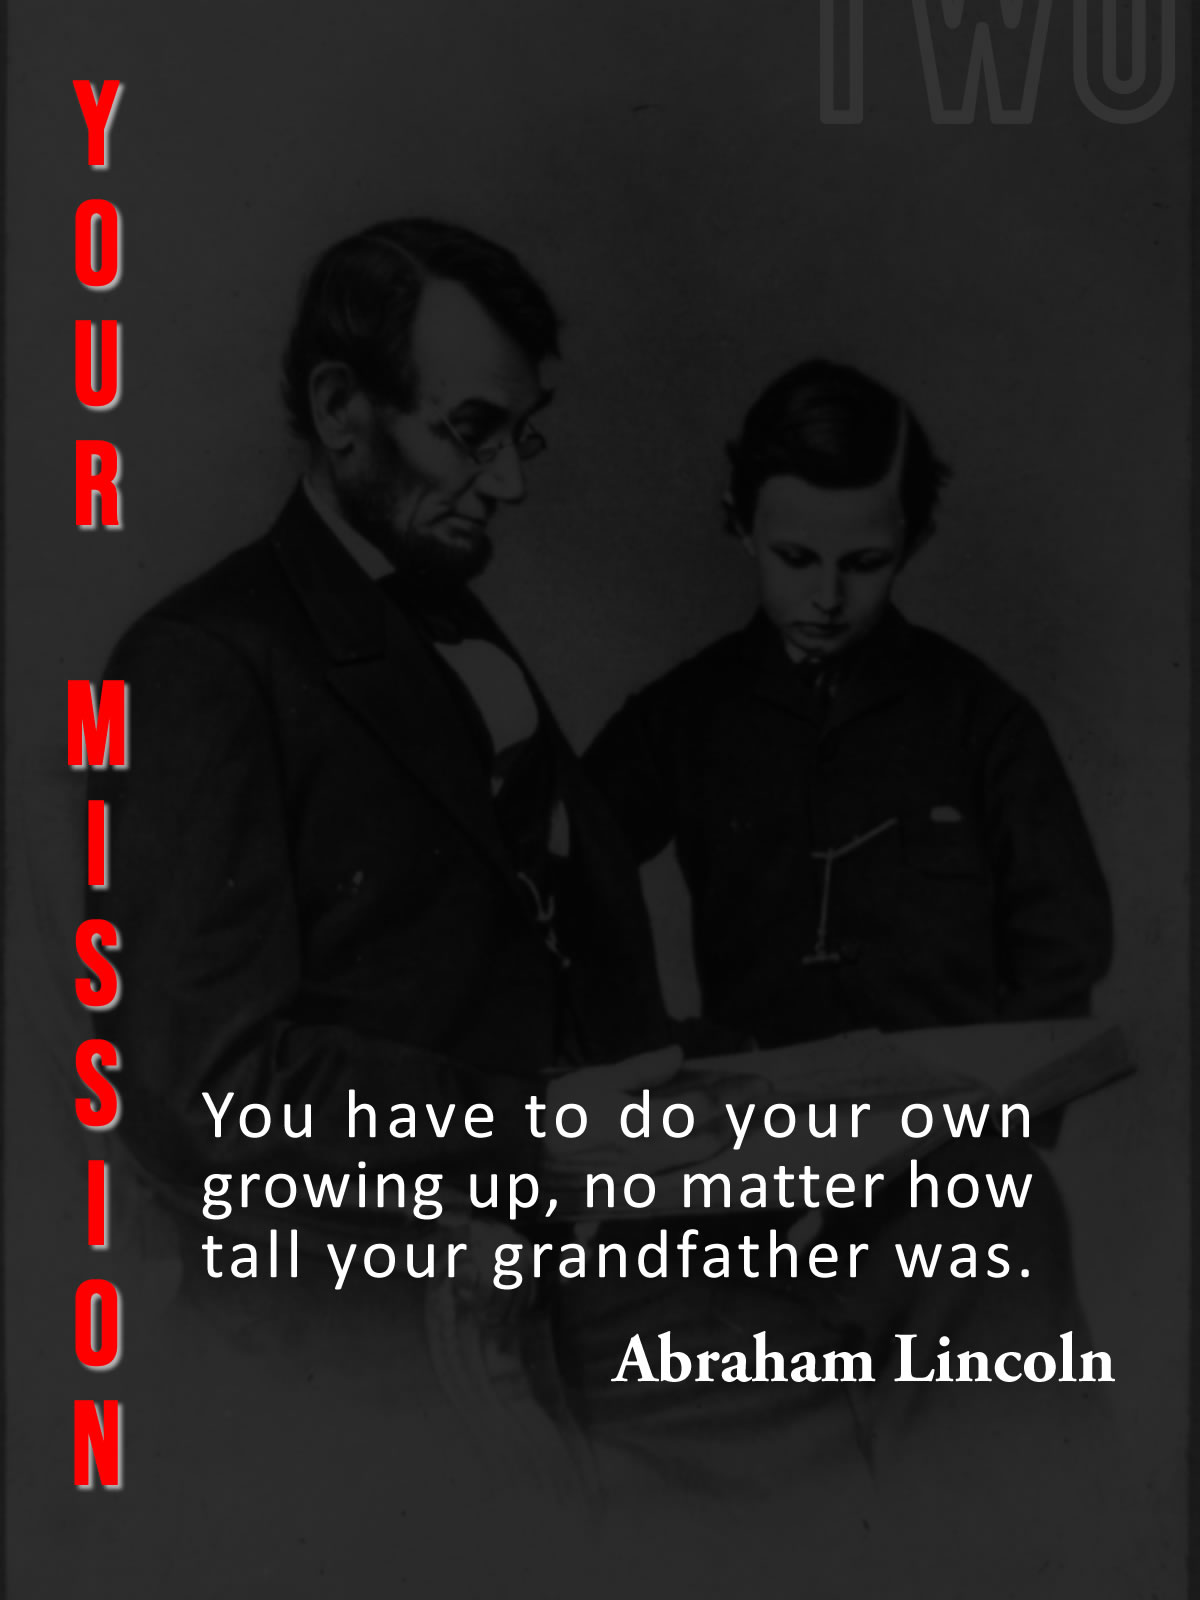 TWO
YOUR MISSION
You have to do your own
growing up, no matter how
tall your grandfather was.
Abraham Lincoln